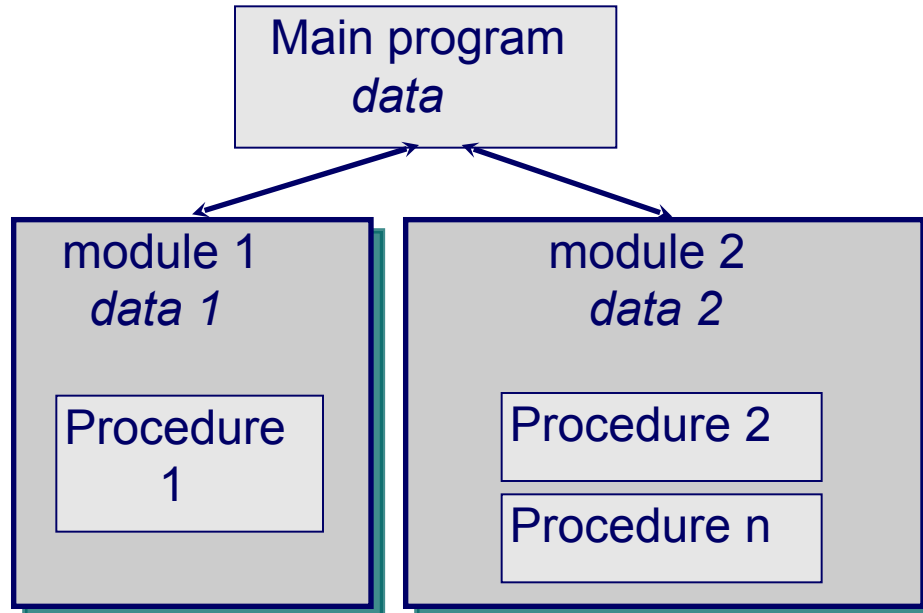 Main program
data
module 1
data 1
Procedure
1
module 2
data 2
Procedure 2
Procedure n